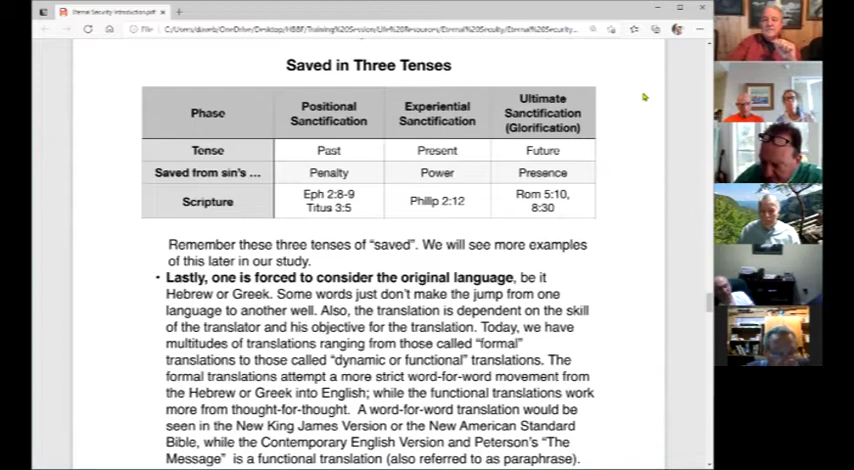 Eternal Security Introduction.pdf
File
Saved in Three Tenses
Phase
Positional
Sanctification
Experiential
Sanctification
Ultimate
Sanctification
(Glorification)
Tense
Past
Present
Future
Saved from sin's ...
Penalty
Power
Presence
Scripture
Eph 2:8-9
Titus 3:5
Philip 2:12
Rom 5:10,
8:30
Remember these three tenses of “saved”. We will see more examples
of this later in our study.
• Lastly, one is forced to consider the original language, be it
Hebrew or Greek. Some words just don't make the jump from one
language to another well. Also, the translation is dependent on the skill
of the translator and his objective for the translation. Today, we have
multitudes of translations ranging from those called “formal”
translations to those called “dynamic or functional” translations. The
formal translations attempt a more strict word-for-word movement from
the Hebrew or Greek into English; while the functional translations work
more from thought-for-thought. A word-for-word translation would be
seen in the New King James Version or the New American Standard
Bible, while the Contemporary English Version and Peterson's “The
Message” is a functional translation (also referred to as paraphrase).